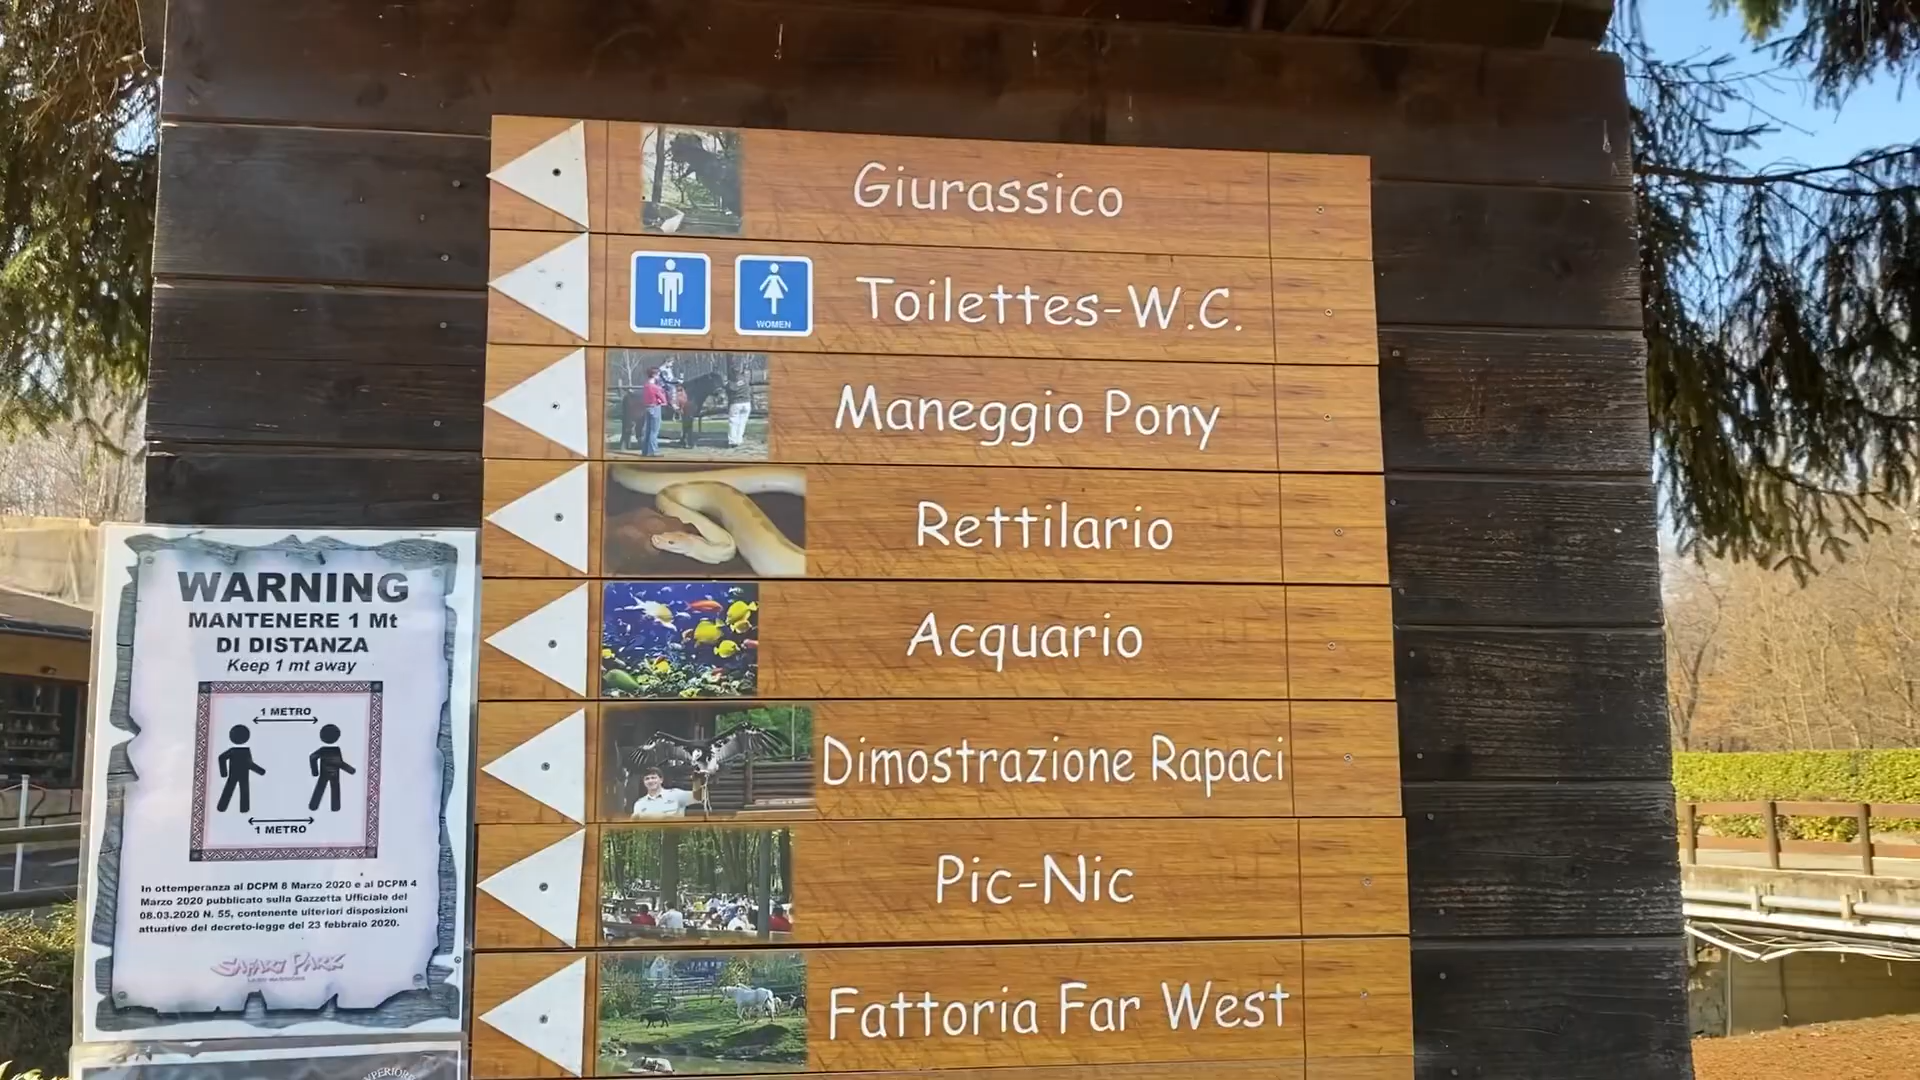 Giurassico
MEN
WOMEN
Toilettes-W.C.
Maneggio Pony
Rettilario
Acquario
Dimostrazione Rapaci
Pic-Nic
Fattoria Far West
WARNING
MANTENERE 1 Mt
DI DISTANZA
Keep 1 mt away
1 METRO
1 METRO
In ottemperanza al DCPM 8 Marzo 2020 e al DCPM 4
Marzo 2020 pubblicato sulla Gazzetta Ufficiale del
08.03.2020 N. 55, contenente ulteriori disposizioni
attuative del decreto-legge del 23 febbraio 2020.
SAFARI PARK